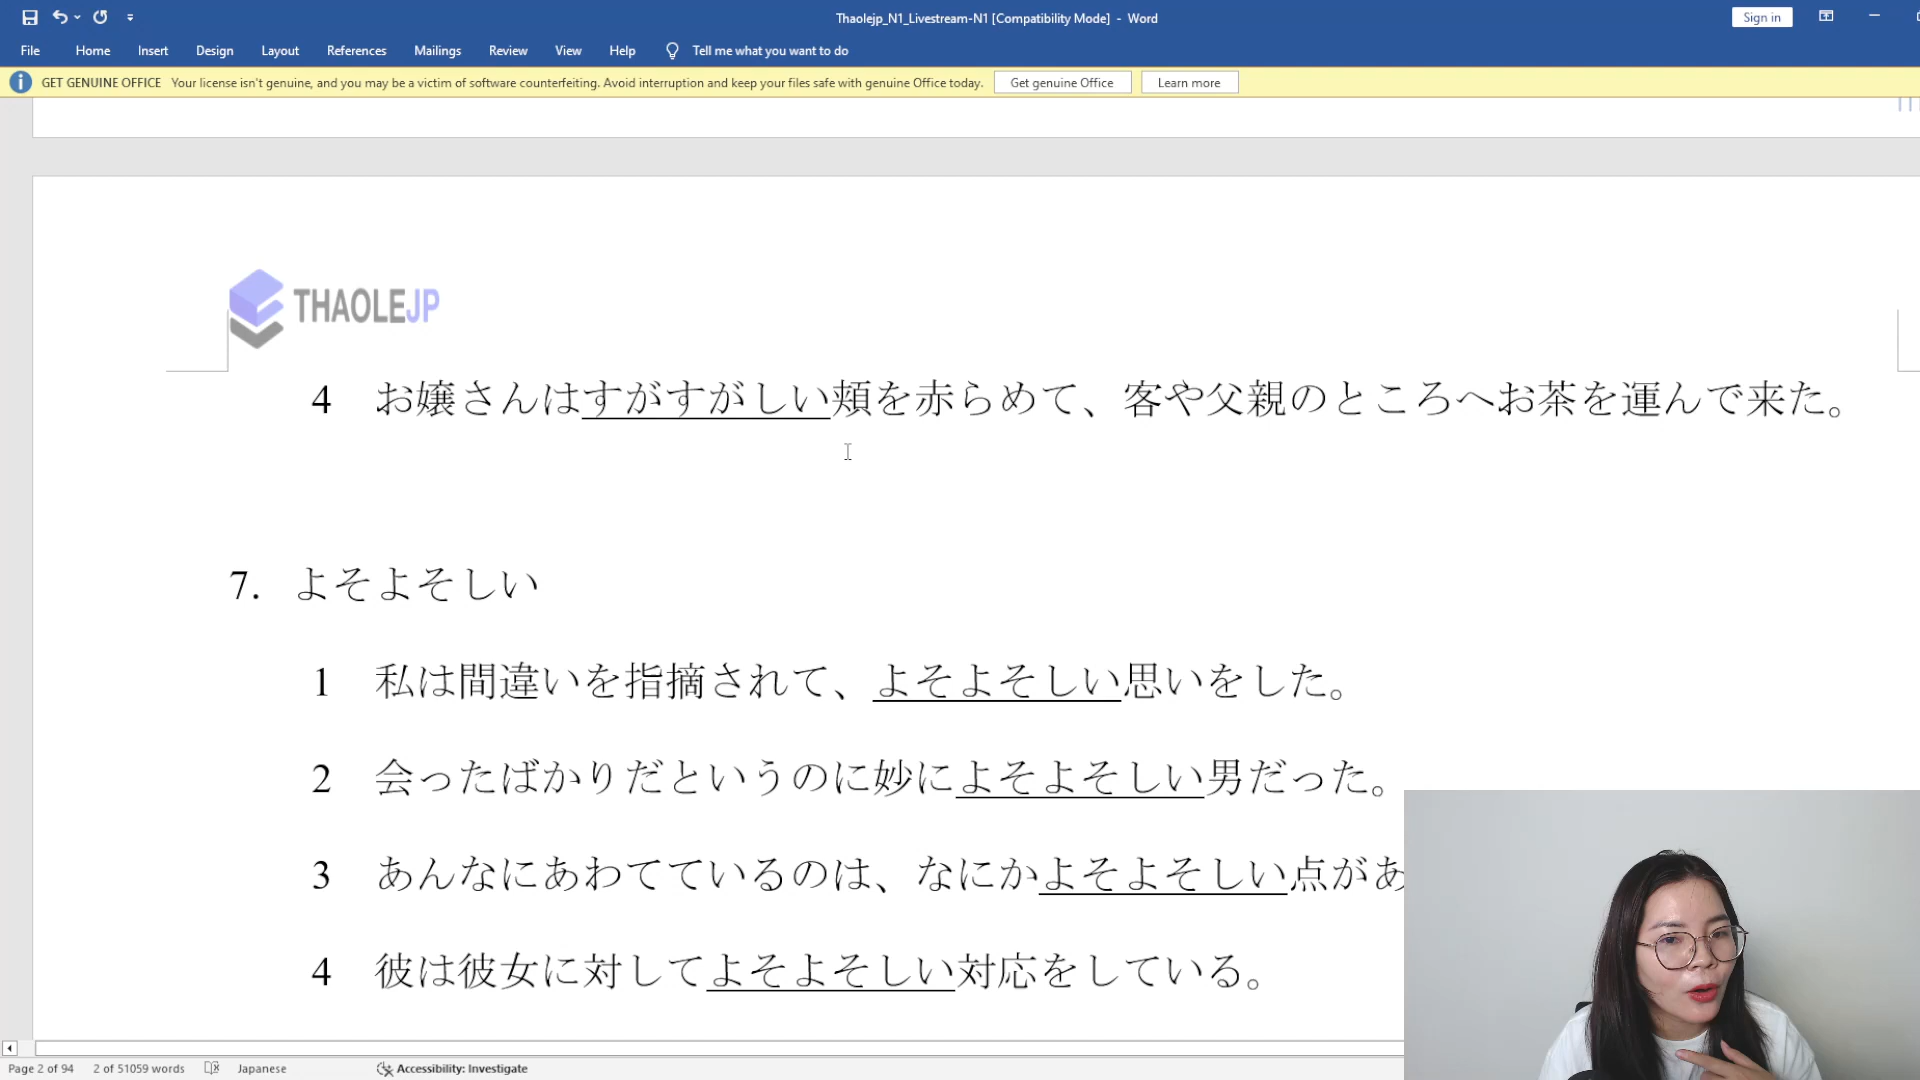 Thaolejp_N1_Livestream-N1 [Compatibility Mode] - Word
Sign in
File Home Insert Design Layout References Mailings Review View Help Tell me what you want to do
GET GENUINE OFFICE Your license isn't genuine, and you may be a victim of software counterfeiting. Avoid interruption and keep your files safe with genuine Office today. Get genuine Office Learn more
THAOLEJP
4 お嬢さんはすがすがしい頬を赤らめて、客や父親のところへお茶を運んで来た。
7. よそよそしい
1 私は間違いを指摘されて、よそよそしい思いをした。
2 会ったばかりだというのに妙によそよそしい男だった。
3 あんなにあわてているのは、なにかよそよそしい点があ
4 彼は彼女に対してよそよそしい対応をしている。
Page 2 of 94 2 of 51059 words Japanese Accessibility: Investigate